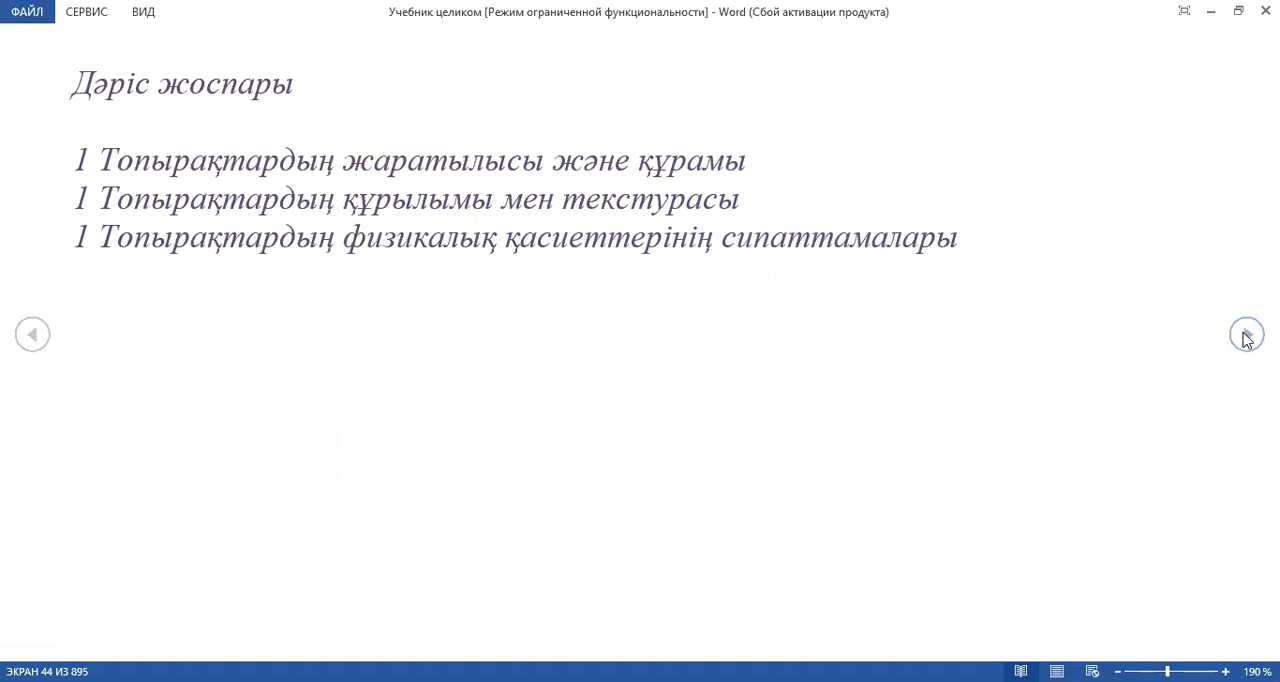 ФАЙЛ СЕРВИС ВИД Учебник целиком [Режим ограниченной функциональности] - Word (Сбой активации продукта)
Дәріс жоспары
1 Топырақтардың жаратылысы және құрамы
1 Топырақтардың құрылымы мен текстурасы
1 Топырақтардың физикалық қасиеттерінің сипаттамалары
ЭКРАН 44 ИЗ 895 190 %